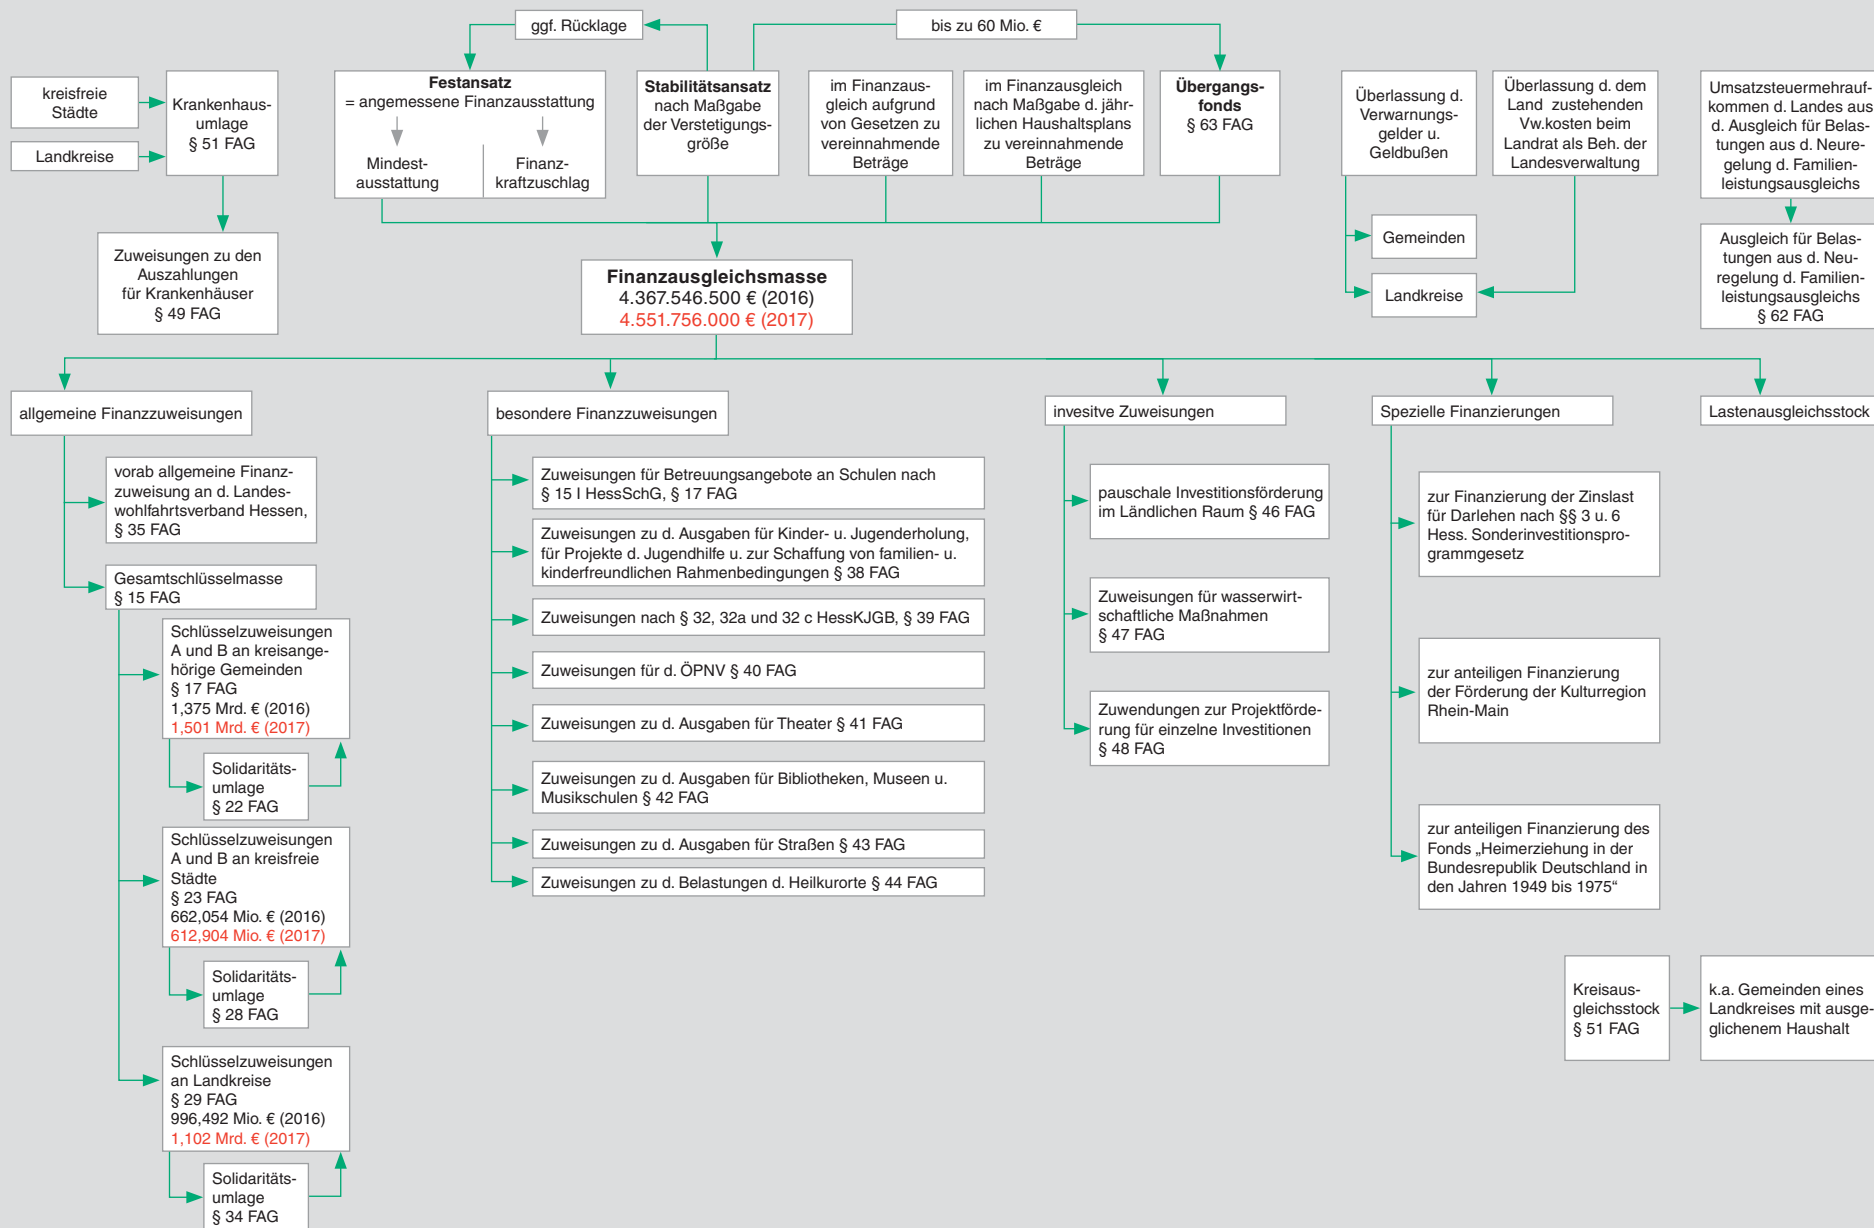 ggf. Rücklage
bis zu 60 Mio. €
kreisfreie
Städte
Landkreise
Krankenhaus-
umlage
§ 51 FAG
Festansatz
= angemessene Finanzausstattung
Mindest-
ausstattung
Finanz-
kraftzuschlag
Stabilitätsansatz
nach Maßgabe
der Verstetigungs-
größe
im Finanzaus-
gleich aufgrund
von Gesetzen zu
vereinnahmende
Beträge
im Finanzausgleich
nach Maßgabe d. jähr-
lichen Haushaltsplans
zu vereinnahmende
Beträge
Übergangs-
fonds
§ 63 FAG
Überlassung d.
Verwarnungs-
gelder u.
Geldbußen
Überlassung d. dem
Land zustehenden
Vw.kosten beim
Landrat als Beh. der
Landesverwaltung
Umsatzsteuermehrauf-
kommen d. Landes aus
d. Ausgleich für Belas-
tungen aus d. Neure-
gelung d. Familien-
leistungsausgleichs
Zuweisungen zu den
Auszahlungen
für Krankenhäuser
§ 49 FAG
Finanzausgleichsmasse
4.367.546.500 € (2016)
4.551.756.000 € (2017)
Gemeinden
Landkreise
Ausgleich für Belas-
tungen aus d. Neu-
regelung d. Familien-
leistungsausgleichs
§ 62 FAG
allgemeine Finanzzuweisungen
vorab allgemeine Finanz-
zuweisung an d. Landes-
wohlfahrtsverband Hessen,
§ 35 FAG
Gesamtschlüsselmasse
§ 15 FAG
Schlüsselzuweisungen
A und B an kreisange-
hörige Gemeinden
§ 17 FAG
1,375 Mrd. € (2016)
1,501 Mrd. € (2017)
Solidaritäts-
umlage
§ 22 FAG
Schlüsselzuweisungen
A und B an kreisfreie
Städte
§ 23 FAG
662,054 Mio. € (2016)
612,904 Mio. € (2017)
Solidaritäts-
umlage
§ 28 FAG
Schlüsselzuweisungen
an Landkreise
§ 29 FAG
996,492 Mio. € (2016)
1,102 Mrd. € (2017)
Solidaritäts-
umlage
§ 34 FAG
besondere Finanzzuweisungen
Zuweisungen für Betreuungsangebote an Schulen nach
§ 15 I HessSchG, § 17 FAG
Zuweisungen zu d. Ausgaben für Kinder- u. Jugenderholung,
für Projekte d. Jugendhilfe u. zur Schaffung von familien- u.
kinderfreundlichen Rahmenbedingungen § 38 FAG
Zuweisungen nach § 32, 32a und 32 c HessKJGB, § 39 FAG
Zuweisungen für d. ÖPNV § 40 FAG
Zuweisungen zu d. Ausgaben für Theater § 41 FAG
Zuweisungen zu d. Ausgaben für Bibliotheken, Museen u.
Musikschulen § 42 FAG
Zuweisungen zu d. Ausgaben für Straßen § 43 FAG
Zuweisungen zu d. Belastungen d. Heilkurorte § 44 FAG
invesitve Zuweisungen
pauschale Investitionsförderung
im Ländlichen Raum § 46 FAG
Zuweisungen für wasserwirt-
schaftliche Maßnahmen
§ 47 FAG
Zuwendungen zur Projektförde-
rung für einzelne Investitionen
§ 48 FAG
Spezielle Finanzierungen
zur Finanzierung der Zinslast
für Darlehen nach §§ 3 u. 6
Hess. Sonderinvestitionspro-
grammgesetz
zur anteiligen Finanzierung
der Förderung der Kulturregion
Rhein-Main
zur anteiligen Finanzierung des
Fonds „Heimerziehung in der
Bundesrepublik Deutschland in
den Jahren 1949 bis 1975“
Lastenausgleichsstock
Kreisaus-
gleichsstock
§ 51 FAG
k.a. Gemeinden eines
Landkreises mit ausge-
glichenem Haushalt